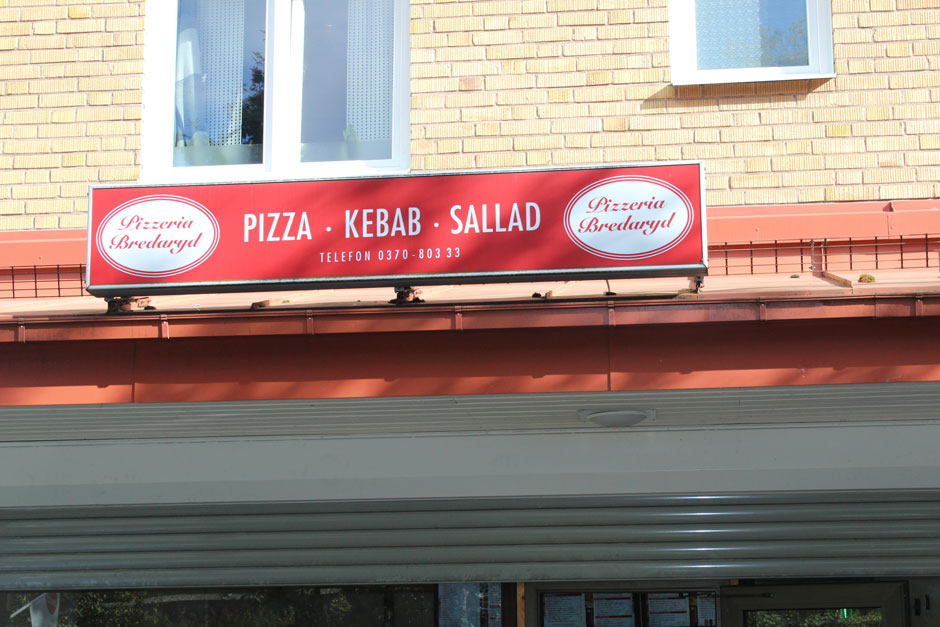 Pizzeria
Bredaryd
PIZZA · KEBAB · SALLAD
TELEFON 0370-803 33
Pizzeria
Bredaryd